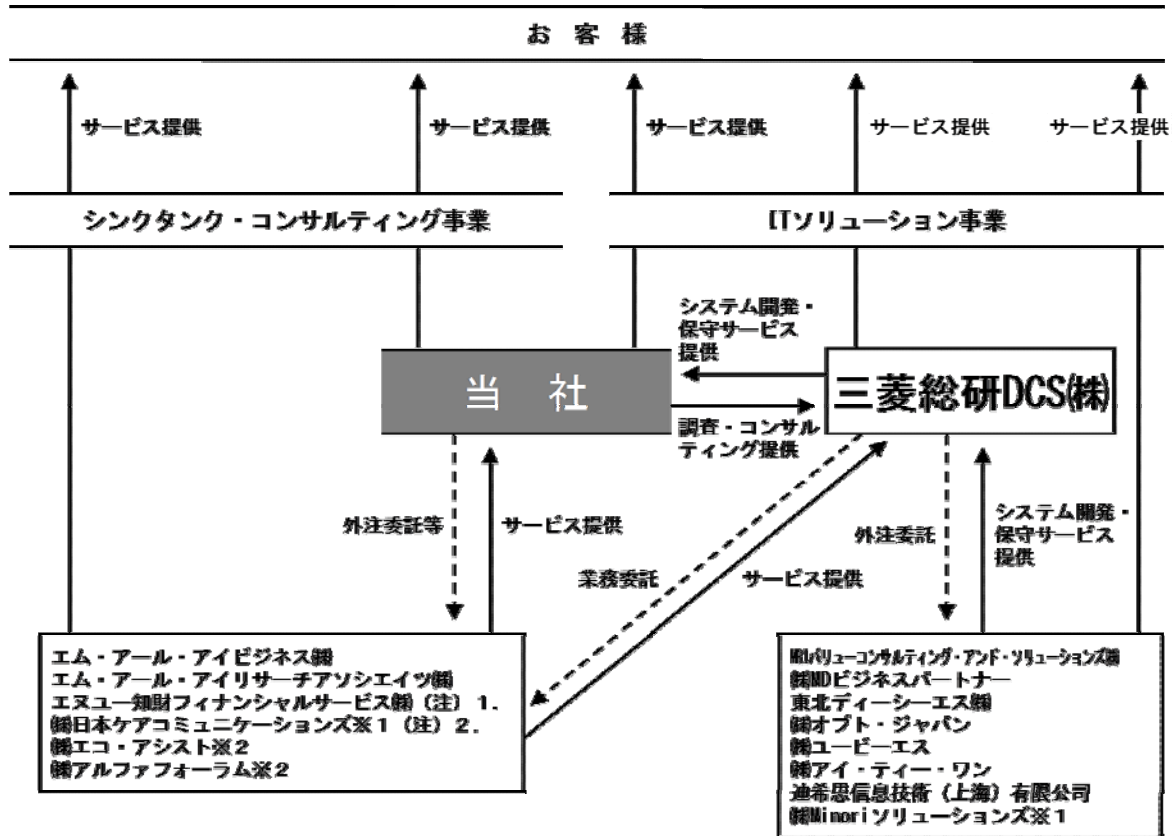 お 客 様
サービス提供
サービス提供
サービス提供
サービス提供
サービス提供
シンクタンク・コンサルティング事業
ITソリューション事業
システム開発・
保守サービス
提供
当 社
三菱総研DCS㈱
調査・コンサル
ティング提供
外注委託等
サービス提供
業務委託
サービス提供
外注委託
システム開発・
保守サービス
提供
エム・アール・アイビジネス㈱
エム・アール・アイリサーチアソシエイツ㈱
エヌユー知財フィナンシャルサービス㈱（注）１．
㈱日本ケアコミュニケーションズ※１（注）２．
㈱エコ・アシスト※２
㈱アルファフォーラム※２
MRIバリューコンサルティング・アンド・ソリューションズ㈱
㈱MDビジネスパートナー
東北ディーシーエス㈱
㈱オプト・ジャパン
㈱ユービーエス
㈱アイ・ティー・ワン
迪希思信息技術（上海）有限公司
㈱Minoriソリューションズ※１